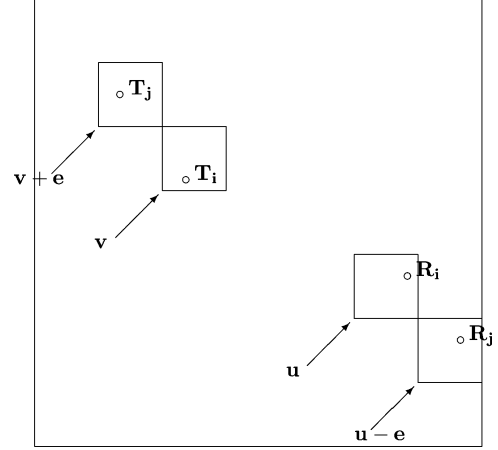 T_j
T_i
v + e
v
R_i
R_j
u
u − e